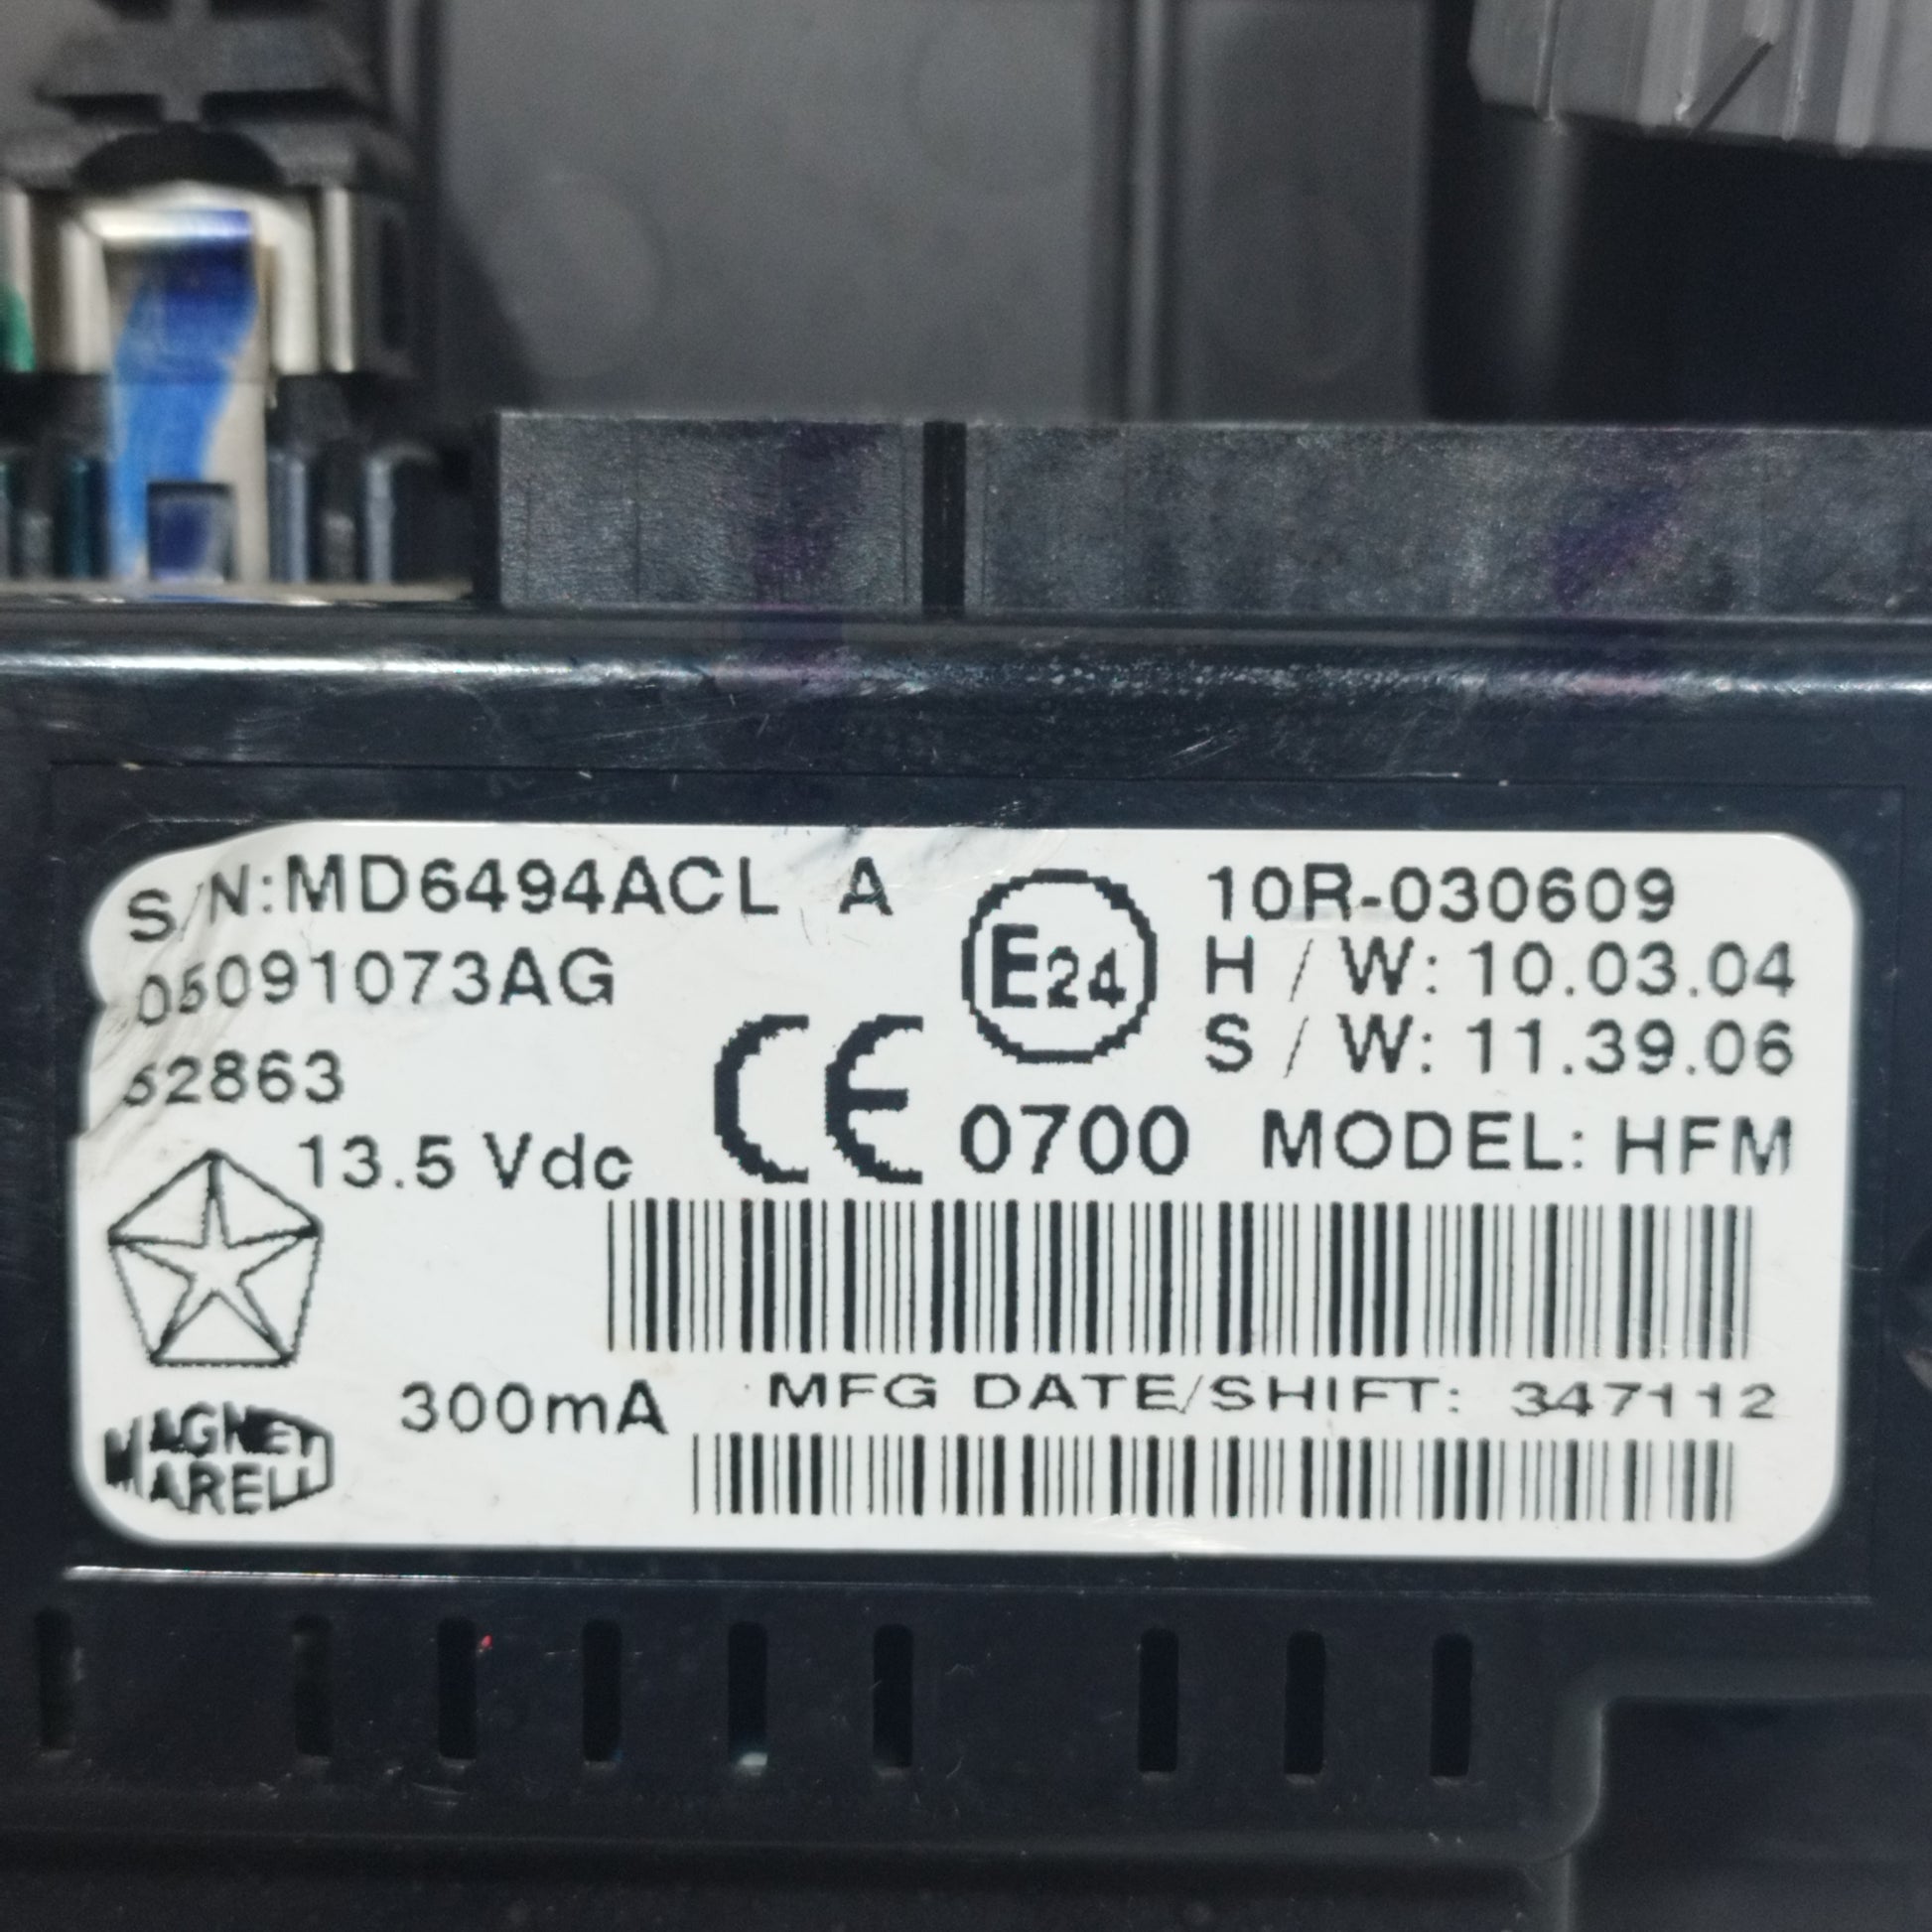 S/N:MD6494ACL A
05091073AG
62863
13.5 Vdc
E24
CE 0700
10R-030609
H / W: 10.03.04
S / W: 11.39.06
MODEL: HFM
300mA
MFG DATE/SHIFT: 347112
MAGNETI
MARELLI